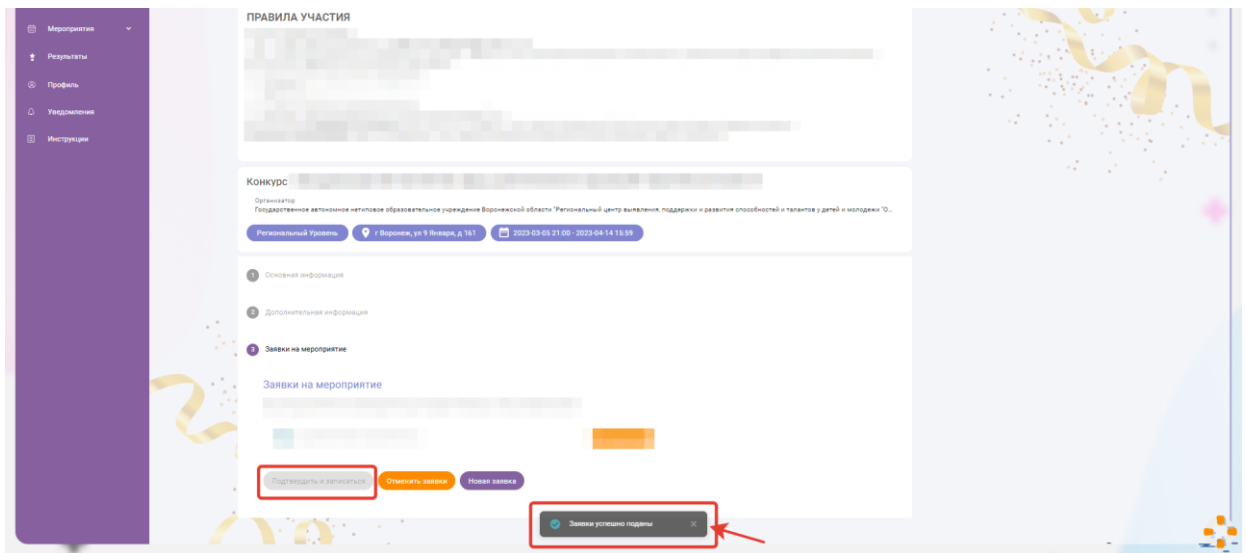 Мероприятия
Результаты
Профиль
Уведомления
Инструкции
ПРАВИЛА УЧАСТИЯ
Конкурс
Организатор
Государственное автономное нетиповое образовательное учреждение Воронежской области "Региональный центр выявления, поддержки и развития способностей и талантов у детей и молодежи "О...
Региональный Уровень
г Воронеж, ул 9 Января, д 161
2023-03-05 21:00 - 2023-04-14 15:59
1 Основная информация
2 Дополнительная информация
3 Заявки на мероприятие
Заявки на мероприятие
Подтвердить и записаться
Отменить заявки
Новая заявка
Заявки успешно поданы